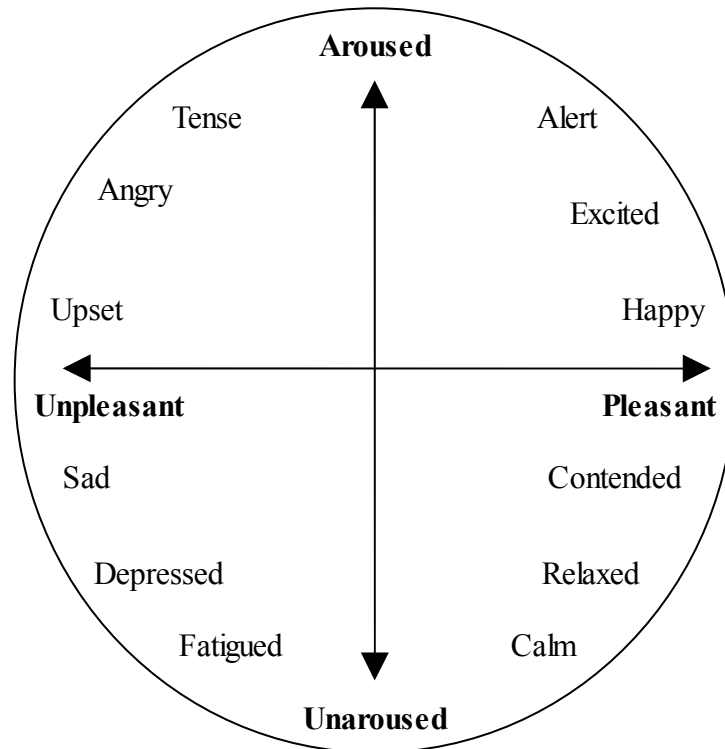 Aroused
Tense Alert
Angry
Excited
Upset Happy
Unpleasant Pleasant
Sad Contended
Depressed Relaxed
Fatigued Calm
Unaroused